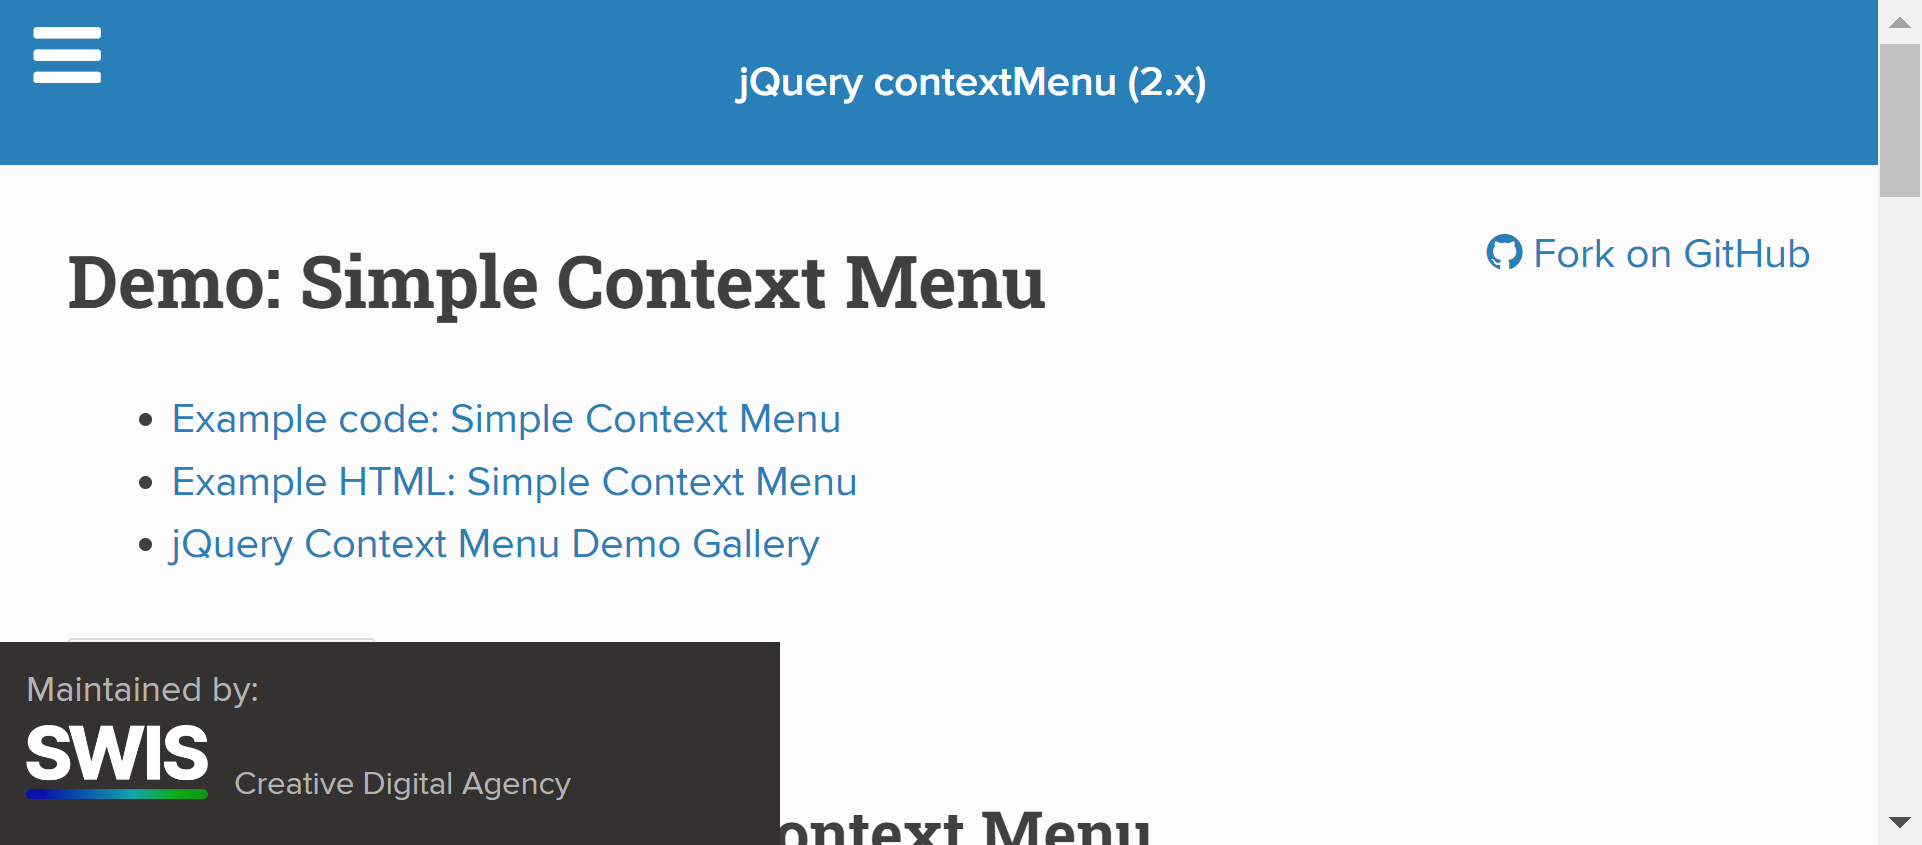 jQuery contextMenu (2.x)
Fork on GitHub
Demo: Simple Context Menu
Example code: Simple Context Menu
Example HTML: Simple Context Menu
jQuery Context Menu Demo Gallery
Maintained by:
SWIS
Creative Digital Agency
ontext Menu